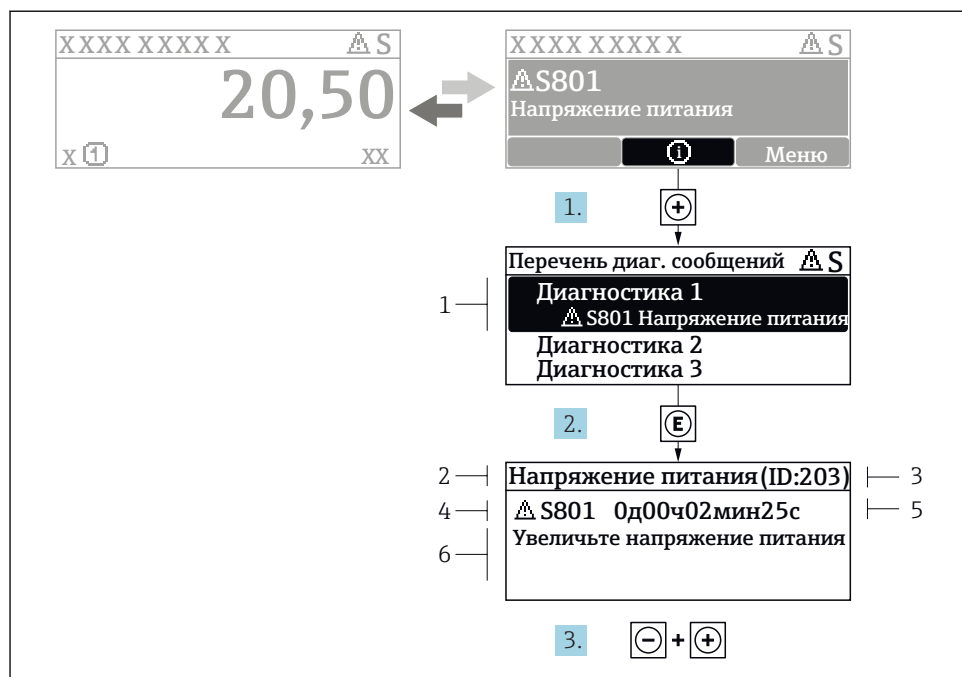 XXXX XXXXX ⚠ S
20,50
X ① XX
XXXX XXXXX ⚠ S
⚠S801
Напряжение питания
ⓘ Меню
1. ⊕
Перечень диаг. сообщений ⚠ S
1
Диагностика 1
⚠ S801 Напряжение питания
Диагностика 2
Диагностика 3
2. Ⓔ
2 Напряжение питания(ID:203) 3
4 ⚠ S801 0д00ч02мин25с 5
6 Увеличьте напряжение питания
3. ⊖ + ⊕